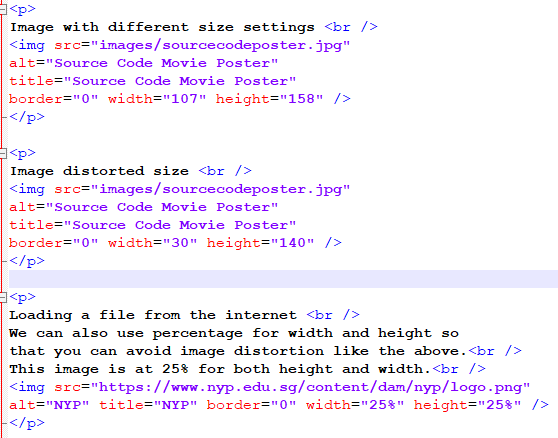 <p>
Image with different size settings <br />
<img src="images/sourcecodeposter.jpg"
alt="Source Code Movie Poster"
title="Source Code Movie Poster"
border="0" width="107" height="158" />
</p>
<p>
Image distorted size <br />
<img src="images/sourcecodeposter.jpg"
alt="Source Code Movie Poster"
title="Source Code Movie Poster"
border="0" width="30" height="140" />
</p>
<p>
Loading a file from the internet <br />
We can also use percentage for width and height so
that you can avoid image distortion like the above.<br />
This image is at 25% for both height and width.<br />
<img src="https://www.nyp.edu.sg/content/dam/nyp/logo.png"
alt="NYP" title="NYP" border="0" width="25%" height="25%" />
</p>